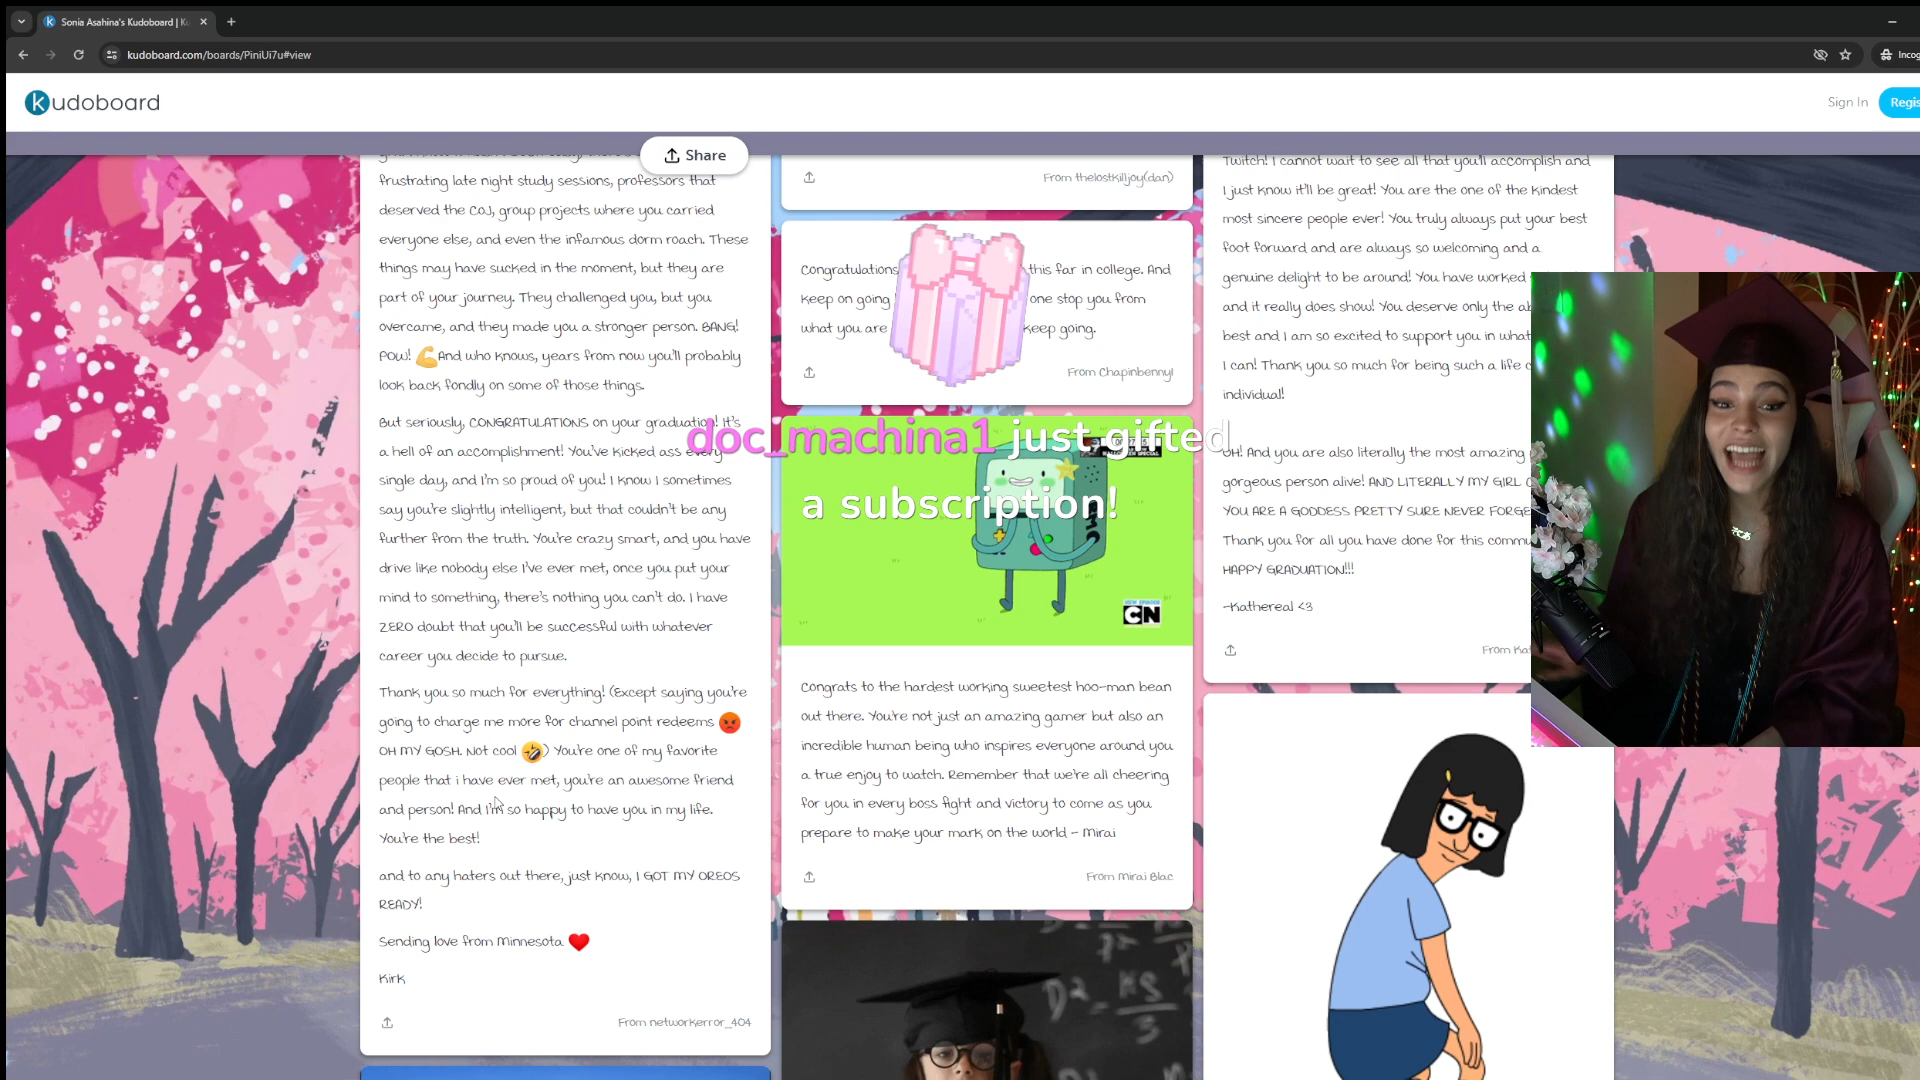 Sonia Asahina's Kudoboard | Ku
kudoboard.com/boards/PiniUi7u#view
Incog
kudoboard
Sign In
Regis
Share
frustrating late night study sessions, professors that
deserved the CoJ, group projects where you carried
everyone else, and even the infamous dorm roach. These
things may have sucked in the moment, but they are
part of your journey. They challenged you, but you
overcame, and they made you a stronger person. BANG!
POW! 💪And who knows, years from now you'll probably
look back fondly on some of those things.
But seriously, CONGRATULATIONS on your graduation! It's
a hell of an accomplishment! You've kicked ass every
single day, and I'm so proud of you! I know I sometimes
say you're slightly intelligent, but that couldn't be any
further from the truth. You're crazy smart, and you have
drive like nobody else I've ever met, once you put your
mind to something, there's nothing you can't do. I have
ZERO doubt that you'll be successful with whatever
career you decide to pursue.
Thank you so much for everything! (Except saying you're
going to charge me more for channel point redeems 😡
OH MY GOSH. Not cool 🤣) You're one of my favorite
people that i have ever met, you're an awesome friend
and person! And I'm so happy to have you in my life.
You're the best!
and to any haters out there, just know, I GOT MY OREOS
READY!
Sending love from Minnesota ❤️
Kirk
From networkerror_404
From thelostkilljoy(dan)
Congratulations this far in college. And
keep on going one stop you from
what you are keep going.
From Chapinbenny1
doc_machina1 just gifted
a subscription!
NEW EPISODE
CN
Congrats to the hardest working sweetest hoo-man bean
out there. You're not just an amazing gamer but also an
incredible human being who inspires everyone around you
a true enjoy to watch. Remember that we're all cheering
for you in every boss fight and victory to come as you
prepare to make your mark on the world - Mirai
From Mirai Blac
Twitch! I cannot wait to see all that you'll accomplish and
I just know it'll be great! You are the one of the kindest
most sincere people ever! You truly always put your best
foot forward and are always so welcoming and a
genuine delight to be around! You have worked
and it really does show! You deserve only the ab
best and I am so excited to support you in what
I can! Thank you so much for being such a life c
individual!
OH! And you are also literally the most amazing
gorgeous person alive! AND LITERALLY MY GIRL
YOU ARE A GODDESS PRETTY SURE NEVER FORGE
Thank you for all you have done for this commu
HAPPY GRADUATION!!!
-Kathereal <3
From Ka